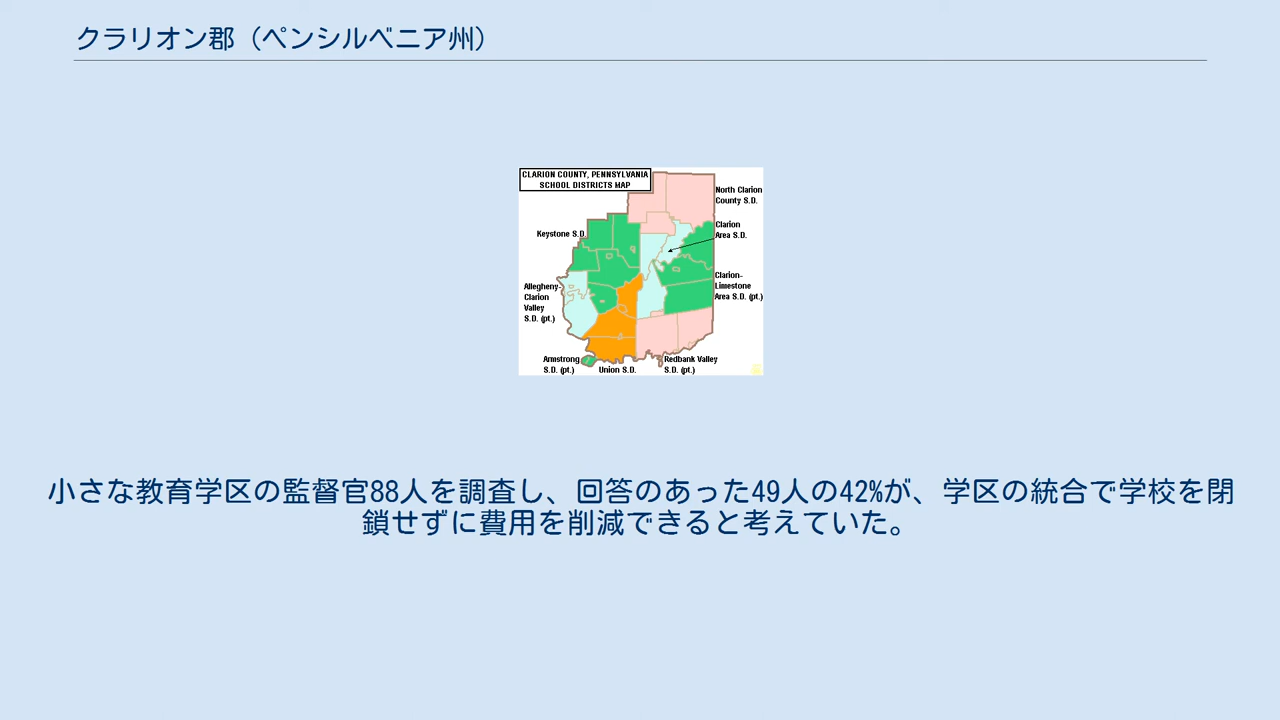 クラリオン郡（ペンシルベニア州）
CLARION COUNTY, PENNSYLVANIA
SCHOOL DISTRICTS MAP
North Clarion
County S.D.
Clarion
Area S.D.
Keystone S.D.
Clarion-
Limestone
Area S.D. (pt.)
Allegheny-
Clarion
Valley
S.D. (pt.)
Armstrong
S.D. (pt.)
Union S.D.
Redbank Valley
S.D. (pt.)
小さな教育学区の監督官88人を調査し、回答のあった49人の42%が、学区の統合で学校を閉
鎖せずに費用を削減できると考えていた。